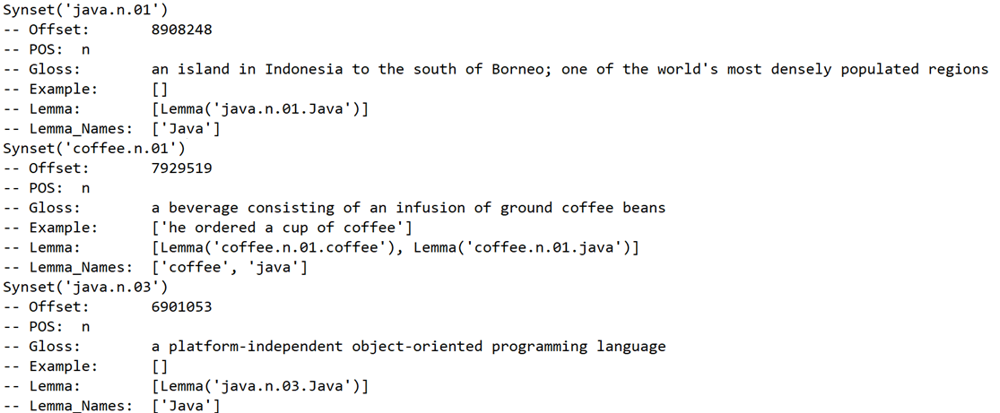 Synset('java.n.01')
-- Offset: 8908248
-- POS: n
-- Gloss: an island in Indonesia to the south of Borneo; one of the world's most densely populated regions
-- Example: []
-- Lemma: [Lemma('java.n.01.Java')]
-- Lemma_Names: ['Java']
Synset('coffee.n.01')
-- Offset: 7929519
-- POS: n
-- Gloss: a beverage consisting of an infusion of ground coffee beans
-- Example: ['he ordered a cup of coffee']
-- Lemma: [Lemma('coffee.n.01.coffee'), Lemma('coffee.n.01.java')]
-- Lemma_Names: ['coffee', 'java']
Synset('java.n.03')
-- Offset: 6901053
-- POS: n
-- Gloss: a platform-independent object-oriented programming language
-- Example: []
-- Lemma: [Lemma('java.n.03.Java')]
-- Lemma_Names: ['Java']